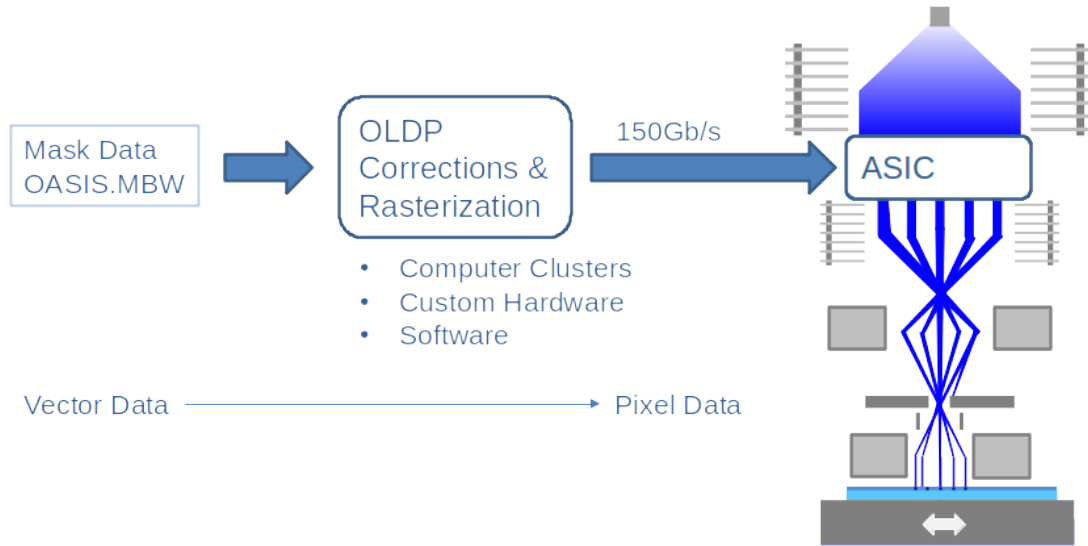 Mask Data
OASIS.MBW
OLDP
Corrections &
Rasterization
150Gb/s
ASIC
• Computer Clusters
• Custom Hardware
• Software
Vector Data
Pixel Data